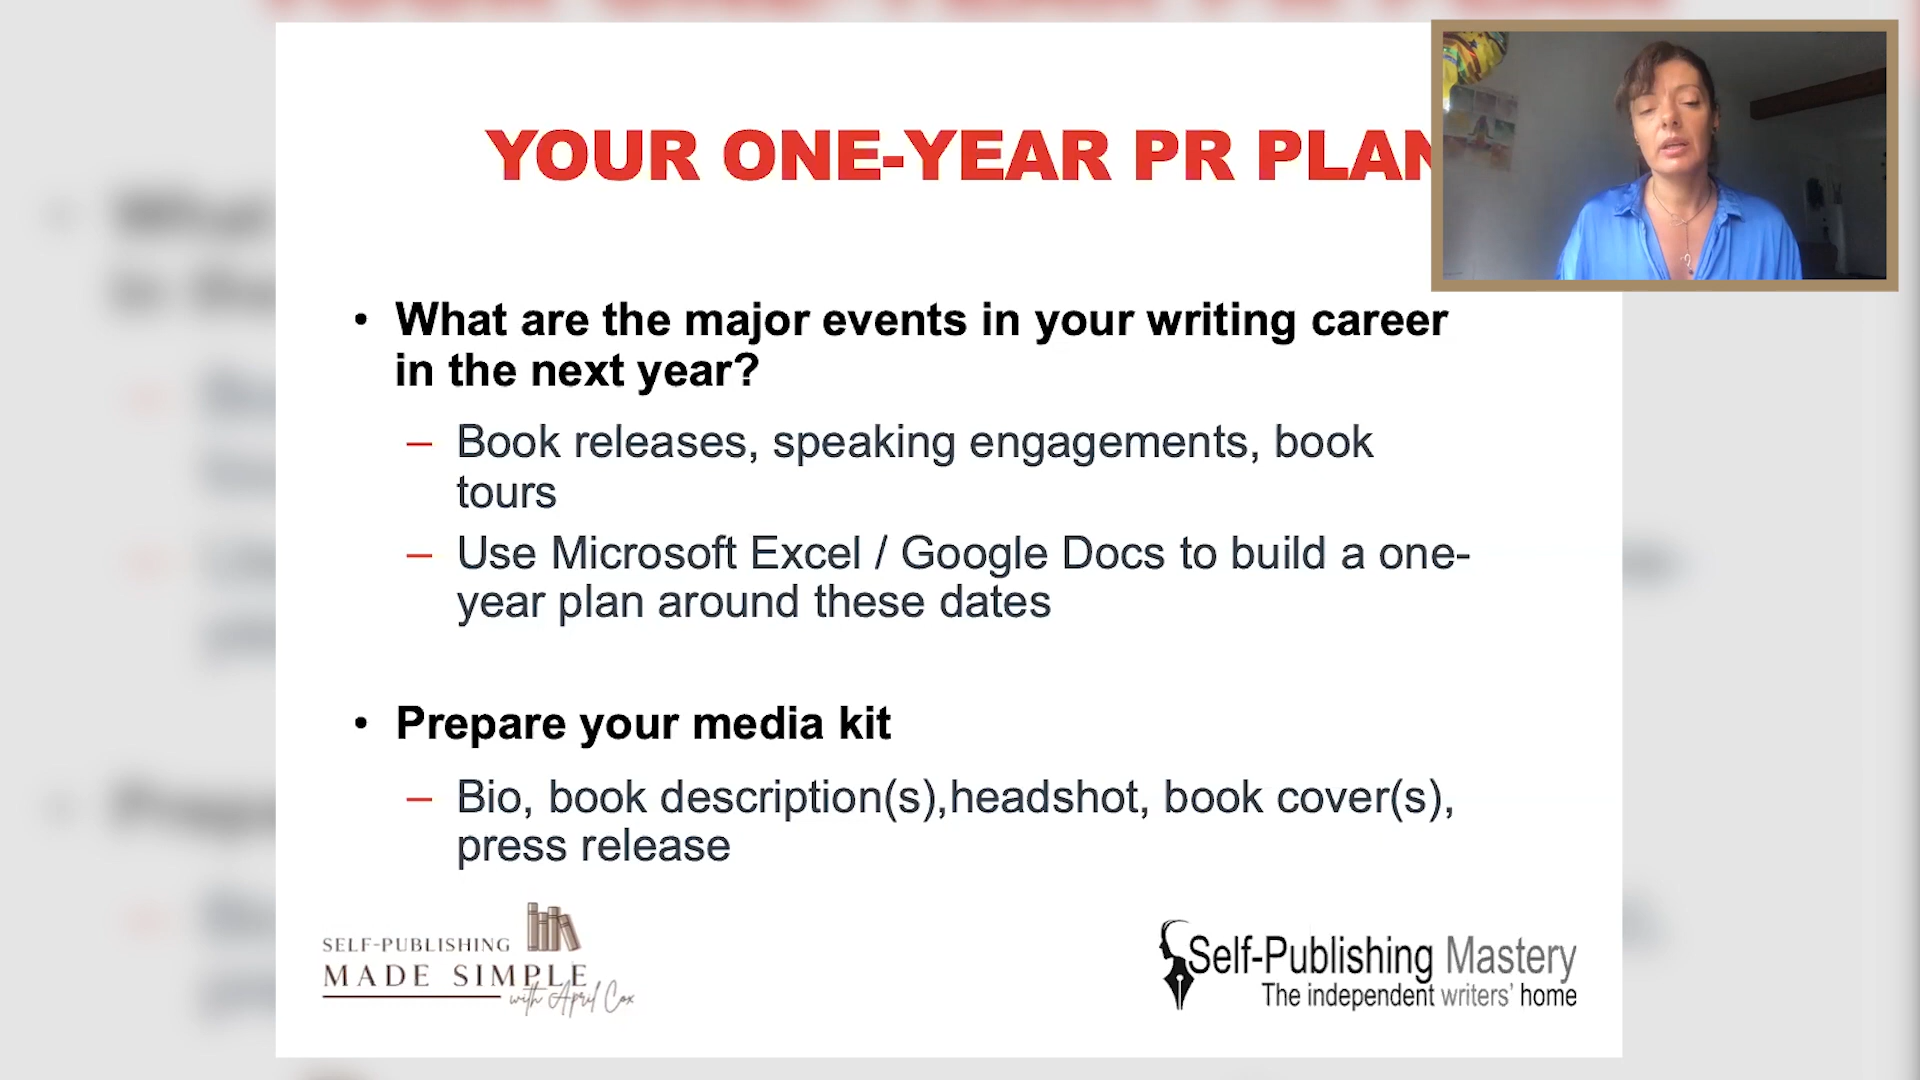 YOUR ONE-YEAR PR PLAN
• What are the major events in your writing career
in the next year?
– Book releases, speaking engagements, book
tours
– Use Microsoft Excel / Google Docs to build a one-
year plan around these dates
• Prepare your media kit
– Bio, book description(s),headshot, book cover(s),
press release
SELF-PUBLISHING
MADE SIMPLE
with April Cox
Self-Publishing Mastery
The independent writers' home